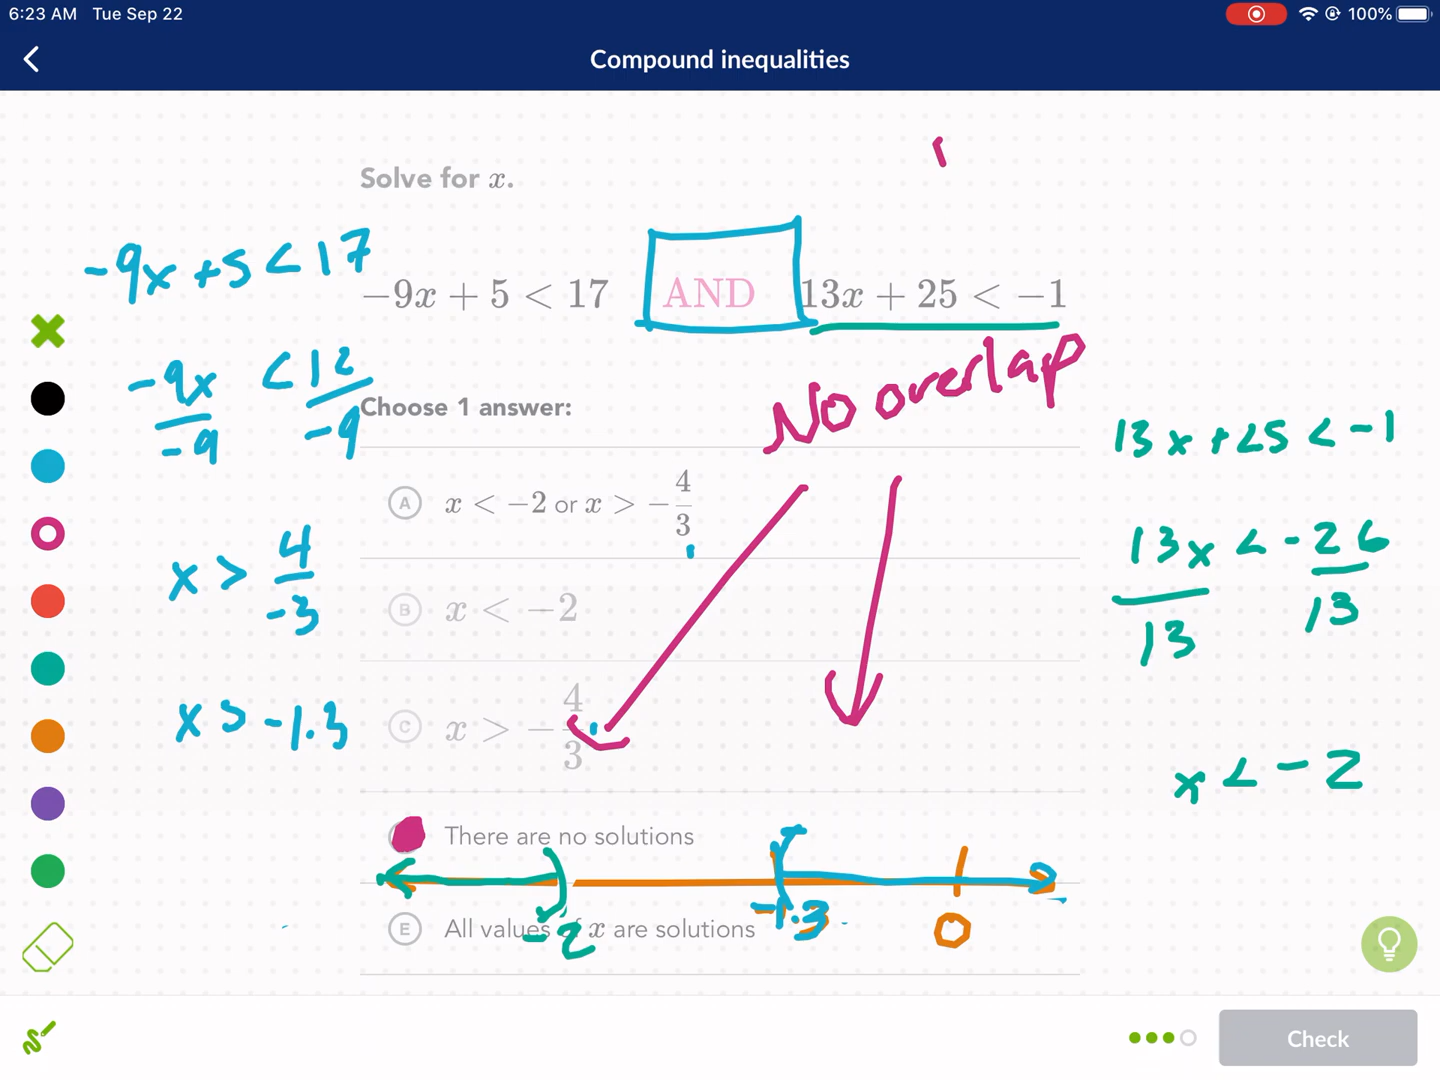 6:23 AM Tue Sep 22
100%
Compound inequalities
Solve for x.
−9x + 5 < 17 AND 13x + 25 < −1
Choose 1 answer:
A x < −2 or x > −4/3
B x < −2
C x > −4/3
There are no solutions
E All values of x are solutions
-9x +5 < 17
-9x/-9 < 12/-9
x > 4/-3
x > -1.3
No overlap
13x + 25 < -1
13x/13 < -26/13
x < -2
-2
-1.3
0
Check